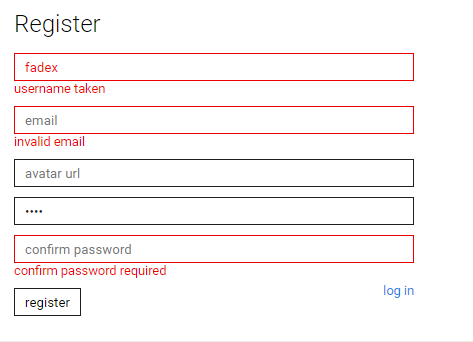 Register
fadex
username taken
email
invalid email
avatar url
••••
confirm password
confirm password required
log in
register